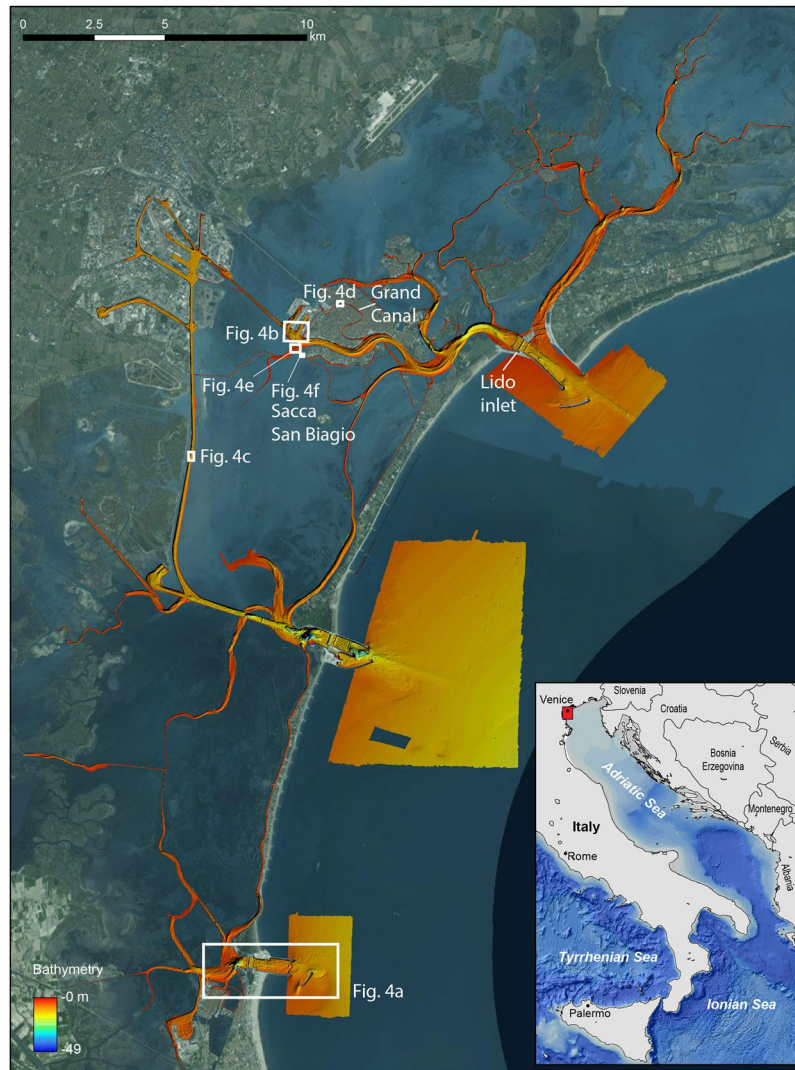 0 2.5 5 10
km
Fig. 4d
Grand
Canal
Fig. 4b
Fig. 4e
Fig. 4f
Sacca
San Biagio
Lido
inlet
Fig. 4c
Fig. 4a
Bathymetry
-0 m
-49
Slovenia
Venice
Croatia
Serbia
Bosnia
Erzegovina
Adriatic Sea
Montenegro
Italy
Albania
Rome
Tyrrhenian Sea
Ionian Sea
Palermo